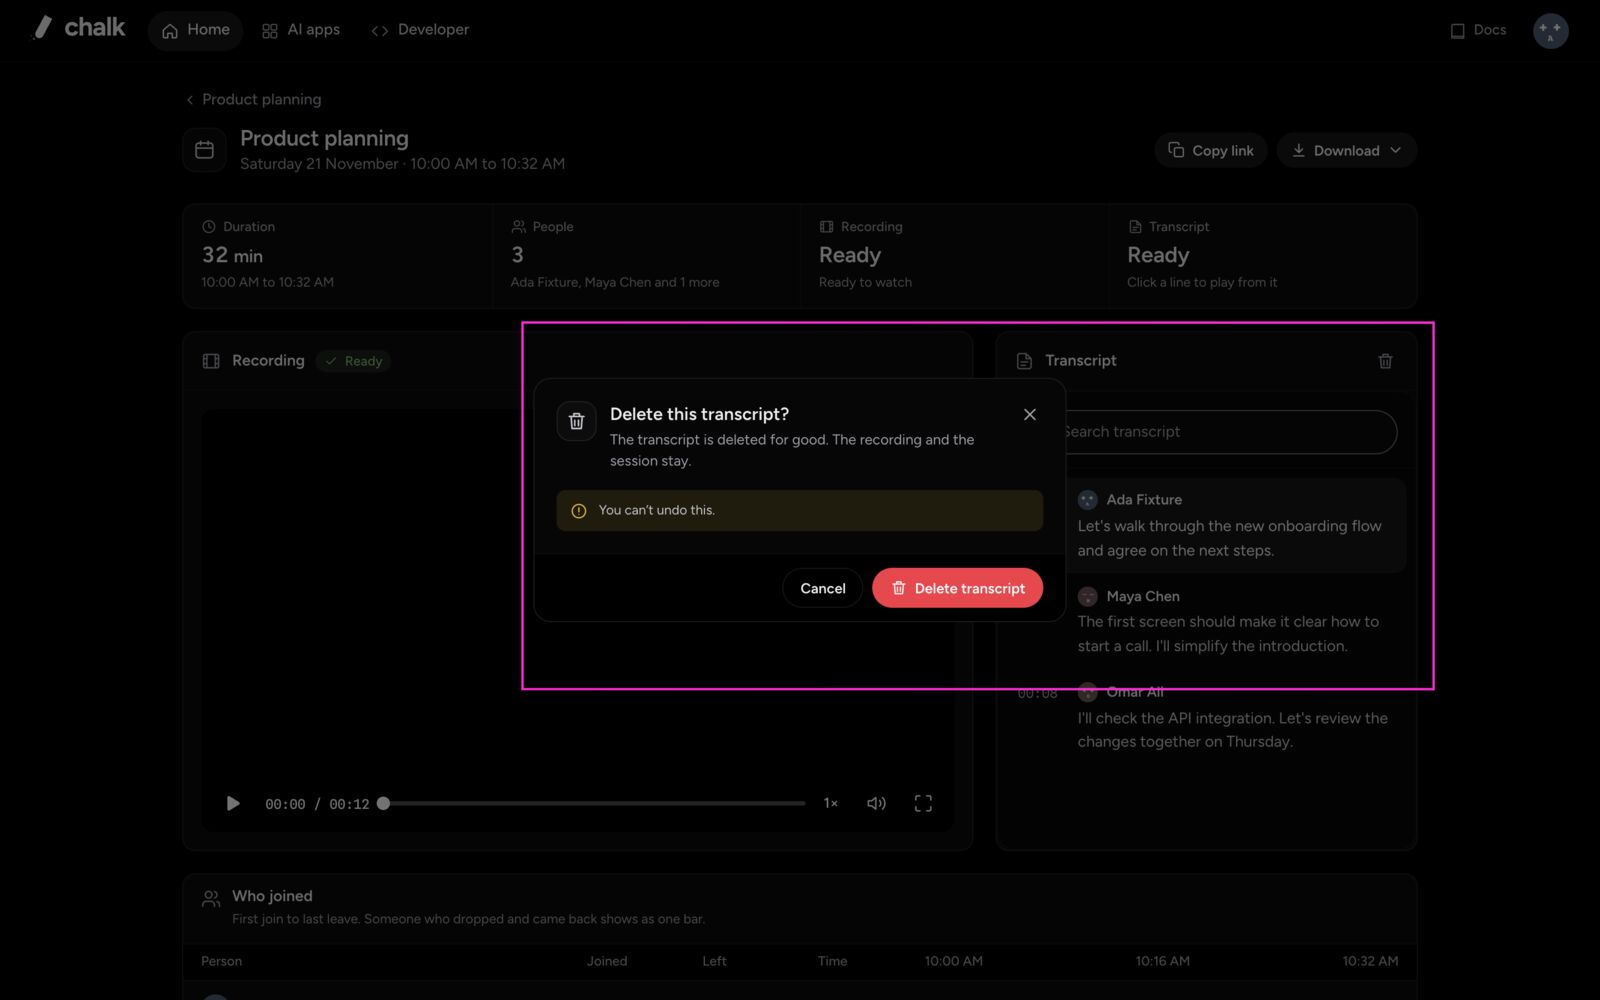 chalk
Home
AI apps
Developer
Docs
Product planning
Product planning
Saturday 21 November · 10:00 AM to 10:32 AM
Copy link
Download
Duration
32 min
10:00 AM to 10:32 AM
People
3
Ada Fixture, Maya Chen and 1 more
Recording
Ready
Ready to watch
Transcript
Ready
Click a line to play from it
Recording
Ready
Transcript
Delete this transcript?
The transcript is deleted for good. The recording and the
session stay.
You can't undo this.
Cancel
Delete transcript
Search transcript
Ada Fixture
Let's walk through the new onboarding flow
and agree on the next steps.
Maya Chen
The first screen should make it clear how to
start a call. I'll simplify the introduction.
00:08
Omar Ali
I'll check the API integration. Let's review the
changes together on Thursday.
00:00 / 00:12
1×
Who joined
First join to last leave. Someone who dropped and came back shows as one bar.
Person
Joined
Left
Time
10:00 AM
10:16 AM
10:32 AM